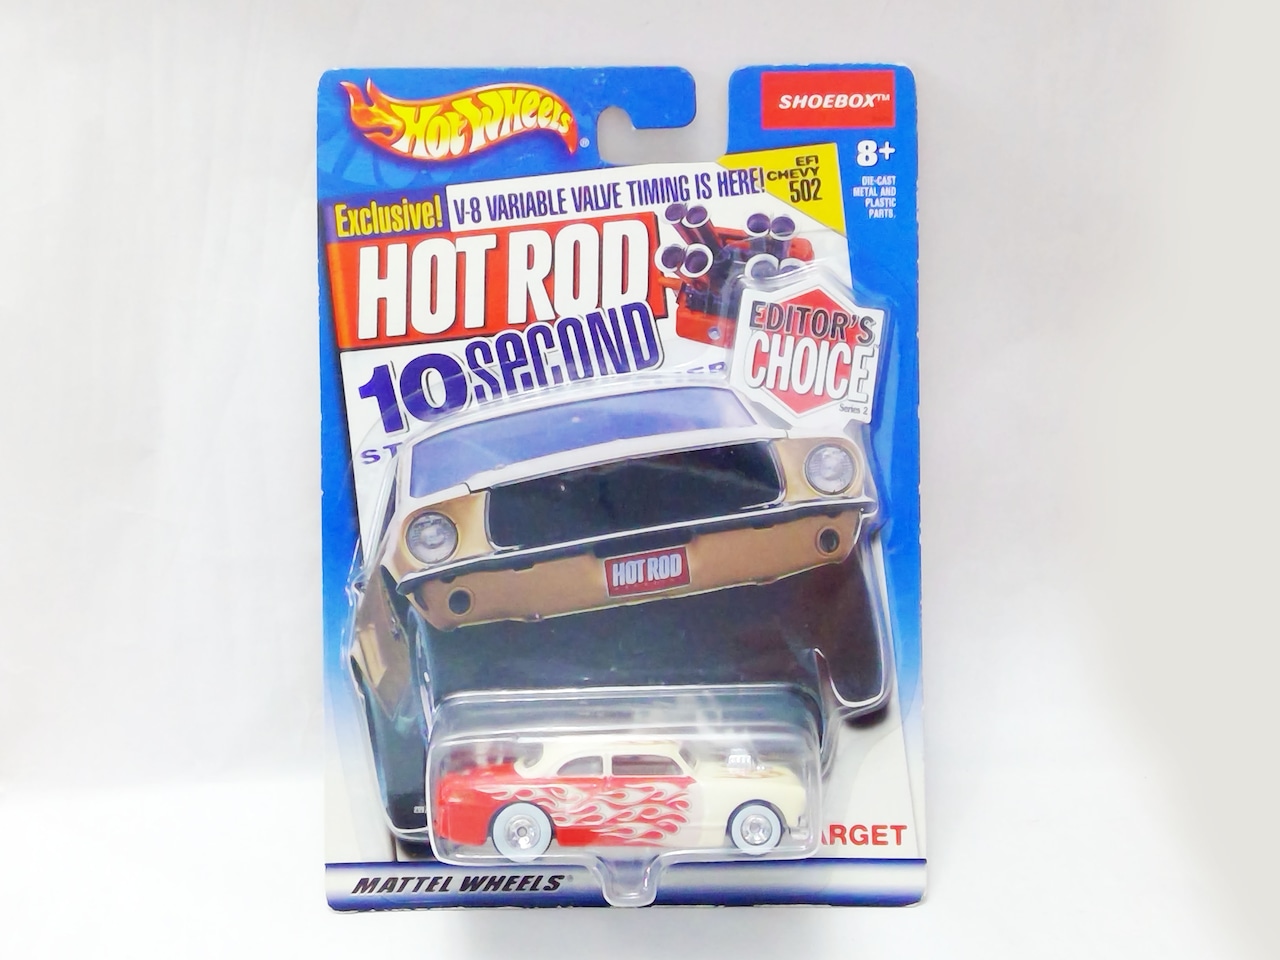 HOT WHEELS®
SHOEBOX™
8+
DIE-CAST
METAL AND
PLASTIC
PARTS.
EFI
CHEVY
502
Exclusive! V-8 VARIABLE VALVE TIMING IS HERE!
HOT ROD
10 SECOND
ST
EDITOR'S
CHOICE
Series 2
HOT ROD
ARGET
MATTEL WHEELS®